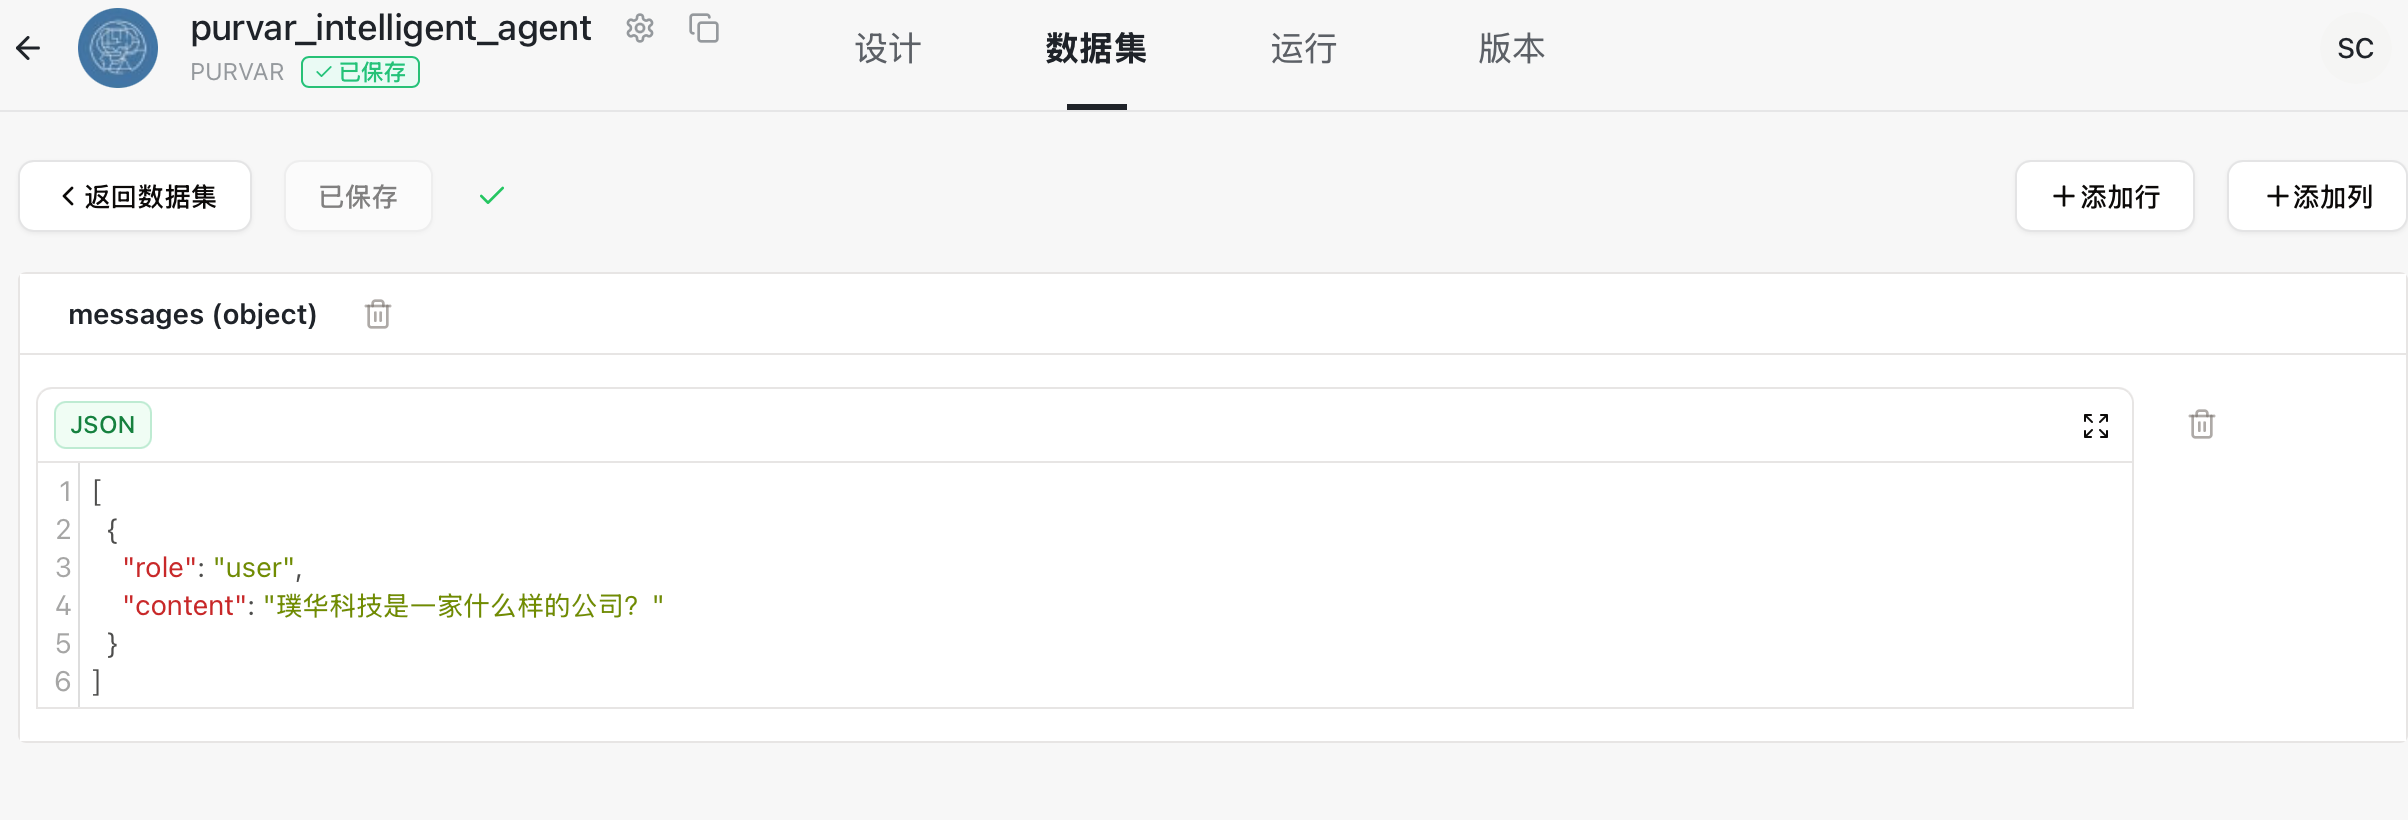 purvar_intelligent_agent
PURVAR 已保存
设计 数据集 运行 版本
SC
返回数据集 已保存
+添加行 +添加列
messages (object)
JSON
1 [
2 {
3 "role": "user",
4 "content": "璞华科技是一家什么样的公司？"
5 }
6 ]